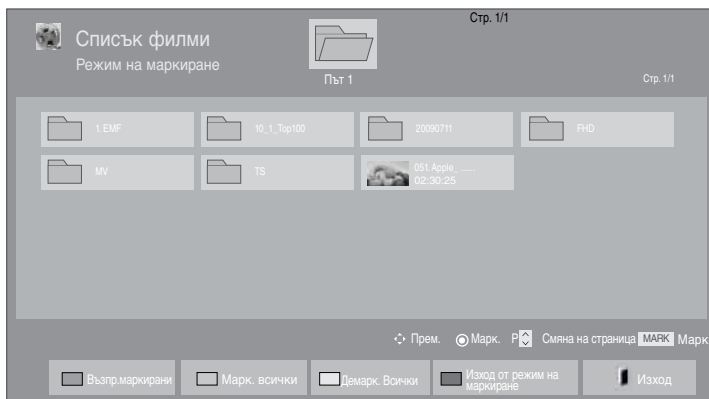 Стр. 1/1
Списък филми
Режим на маркиране
Път 1
Стр. 1/1
1. EMF
10_1_Top100
20090711
FHD
MV
TS
051. Apple_ ......
02:30:25
Прем. Марк. P Смяна на страница MARK Марк
Възпр.маркирани
Марк. всички
Демарк. Всички
Изход от режим на
маркиране
Изход